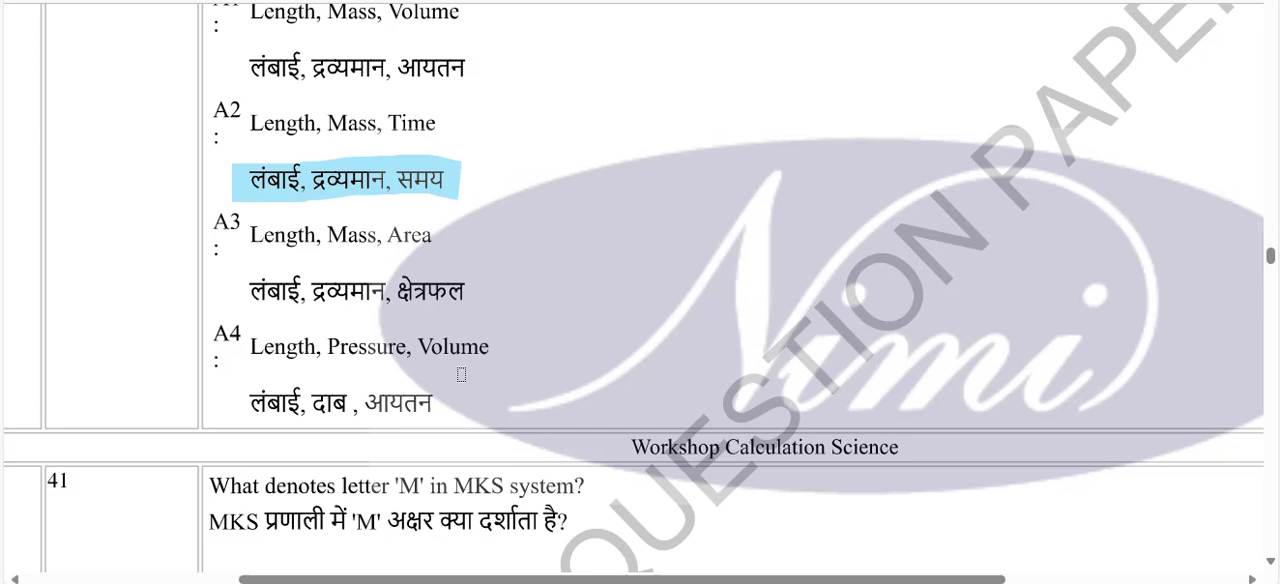 :
Length, Mass, Volume
लंबाई, द्रव्यमान, आयतन
A2
:
Length, Mass, Time
लंबाई, द्रव्यमान, समय
A3
:
Length, Mass, Area
लंबाई, द्रव्यमान, क्षेत्रफल
A4
:
Length, Pressure, Volume
लंबाई, दाब , आयतन
Workshop Calculation Science
41
What denotes letter 'M' in MKS system?
MKS प्रणाली में 'M' अक्षर क्या दर्शाता है?
Nimi
QUESTION PAPE